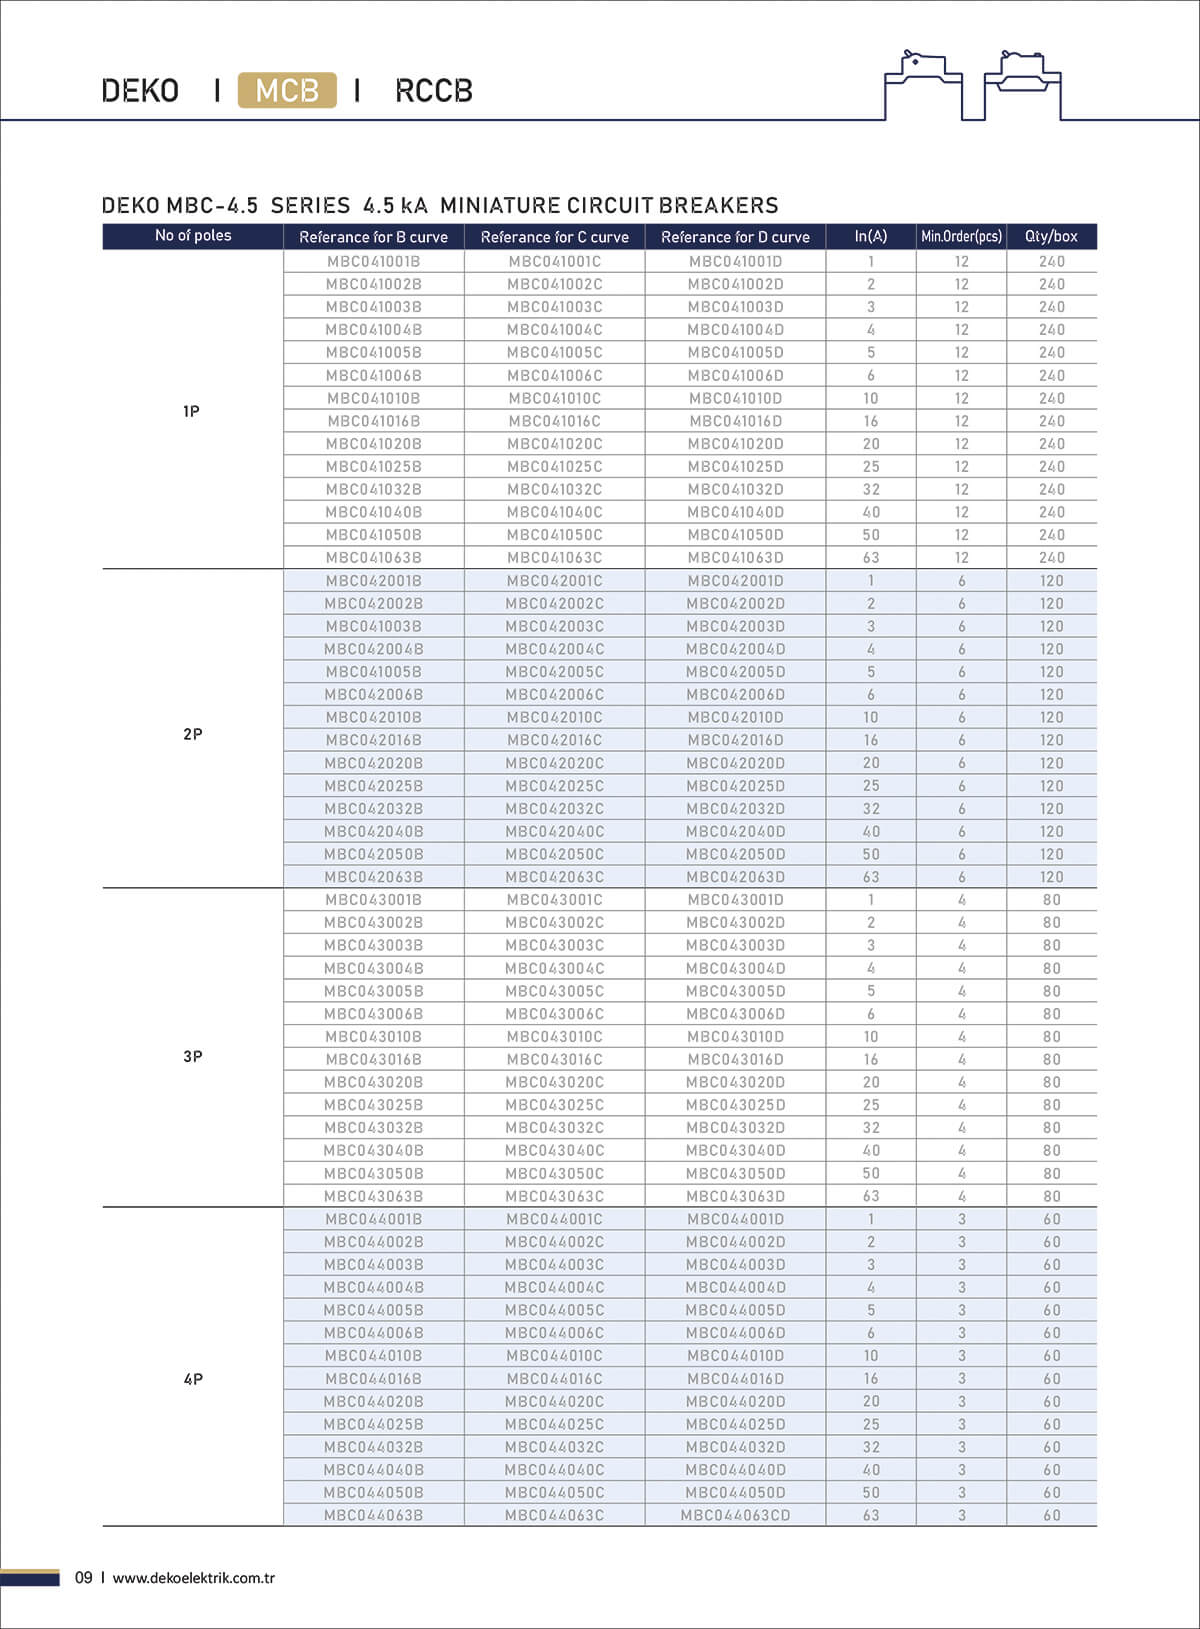 DEKO | MCB | RCCB
DEKO MBC-4.5 SERIES 4.5 kA MINIATURE CIRCUIT BREAKERS
No of poles Referance for B curve Referance for C curve Referance for D curve In(A) Min.Order(pcs) Qty/box
MBC041001B MBC041001C MBC041001D 1 12 240
MBC041002B MBC041002C MBC041002D 2 12 240
MBC041003B MBC041003C MBC041003D 3 12 240
MBC041004B MBC041004C MBC041004D 4 12 240
MBC041005B MBC041005C MBC041005D 5 12 240
MBC041006B MBC041006C MBC041006D 6 12 240
MBC041010B MBC041010C MBC041010D 10 12 240
1P
MBC041016B MBC041016C MBC041016D 16 12 240
MBC041020B MBC041020C MBC041020D 20 12 240
MBC041025B MBC041025C MBC041025D 25 12 240
MBC041032B MBC041032C MBC041032D 32 12 240
MBC041040B MBC041040C MBC041040D 40 12 240
MBC041050B MBC041050C MBC041050D 50 12 240
MBC041063B MBC041063C MBC041063D 63 12 240
MBC042001B MBC042001C MBC042001D 1 6 120
MBC042002B MBC042002C MBC042002D 2 6 120
MBC041003B MBC042003C MBC042003D 3 6 120
MBC042004B MBC042004C MBC042004D 4 6 120
MBC041005B MBC042005C MBC042005D 5 6 120
MBC042006B MBC042006C MBC042006D 6 6 120
MBC042010B MBC042010C MBC042010D 10 6 120
2P
MBC042016B MBC042016C MBC042016D 16 6 120
MBC042020B MBC042020C MBC042020D 20 6 120
MBC042025B MBC042025C MBC042025D 25 6 120
MBC042032B MBC042032C MBC042032D 32 6 120
MBC042040B MBC042040C MBC042040D 40 6 120
MBC042050B MBC042050C MBC042050D 50 6 120
MBC042063B MBC042063C MBC042063D 63 6 120
MBC043001B MBC043001C MBC043001D 1 4 80
MBC043002B MBC043002C MBC043002D 2 4 80
MBC043003B MBC043003C MBC043003D 3 4 80
MBC043004B MBC043004C MBC043004D 4 4 80
MBC043005B MBC043005C MBC043005D 5 4 80
MBC043006B MBC043006C MBC043006D 6 4 80
MBC043010B MBC043010C MBC043010D 10 4 80
3P
MBC043016B MBC043016C MBC043016D 16 4 80
MBC043020B MBC043020C MBC043020D 20 4 80
MBC043025B MBC043025C MBC043025D 25 4 80
MBC043032B MBC043032C MBC043032D 32 4 80
MBC043040B MBC043040C MBC043040D 40 4 80
MBC043050B MBC043050C MBC043050D 50 4 80
MBC043063B MBC043063C MBC043063D 63 4 80
MBC044001B MBC044001C MBC044001D 1 3 60
MBC044002B MBC044002C MBC044002D 2 3 60
MBC044003B MBC044003C MBC044003D 3 3 60
MBC044004B MBC044004C MBC044004D 4 3 60
MBC044005B MBC044005C MBC044005D 5 3 60
MBC044006B MBC044006C MBC044006D 6 3 60
MBC044010B MBC044010C MBC044010D 10 3 60
4P
MBC044016B MBC044016C MBC044016D 16 3 60
MBC044020B MBC044020C MBC044020D 20 3 60
MBC044025B MBC044025C MBC044025D 25 3 60
MBC044032B MBC044032C MBC044032D 32 3 60
MBC044040B MBC044040C MBC044040D 40 3 60
MBC044050B MBC044050C MBC044050D 50 3 60
MBC044063B MBC044063C MBC044063CD 63 3 60
09 | www.dekoelektrik.com.tr